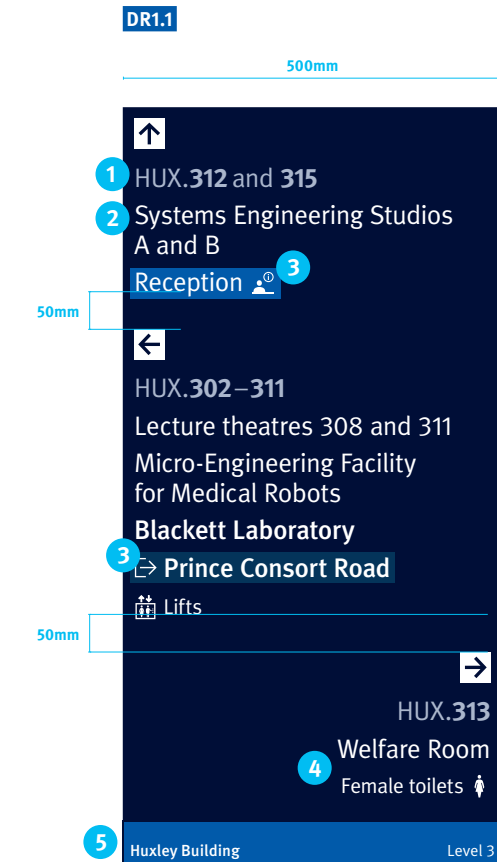 DR1.1
500mm
1
HUX.312 and 315
2
Systems Engineering Studios
A and B
Reception
3
50mm
HUX.302–311
Lecture theatres 308 and 311
Micro-Engineering Facility
for Medical Robots
Blackett Laboratory
3
Prince Consort Road
Lifts
50mm
HUX.313
Welfare Room
4
Female toilets
5
Huxley Building Level 3